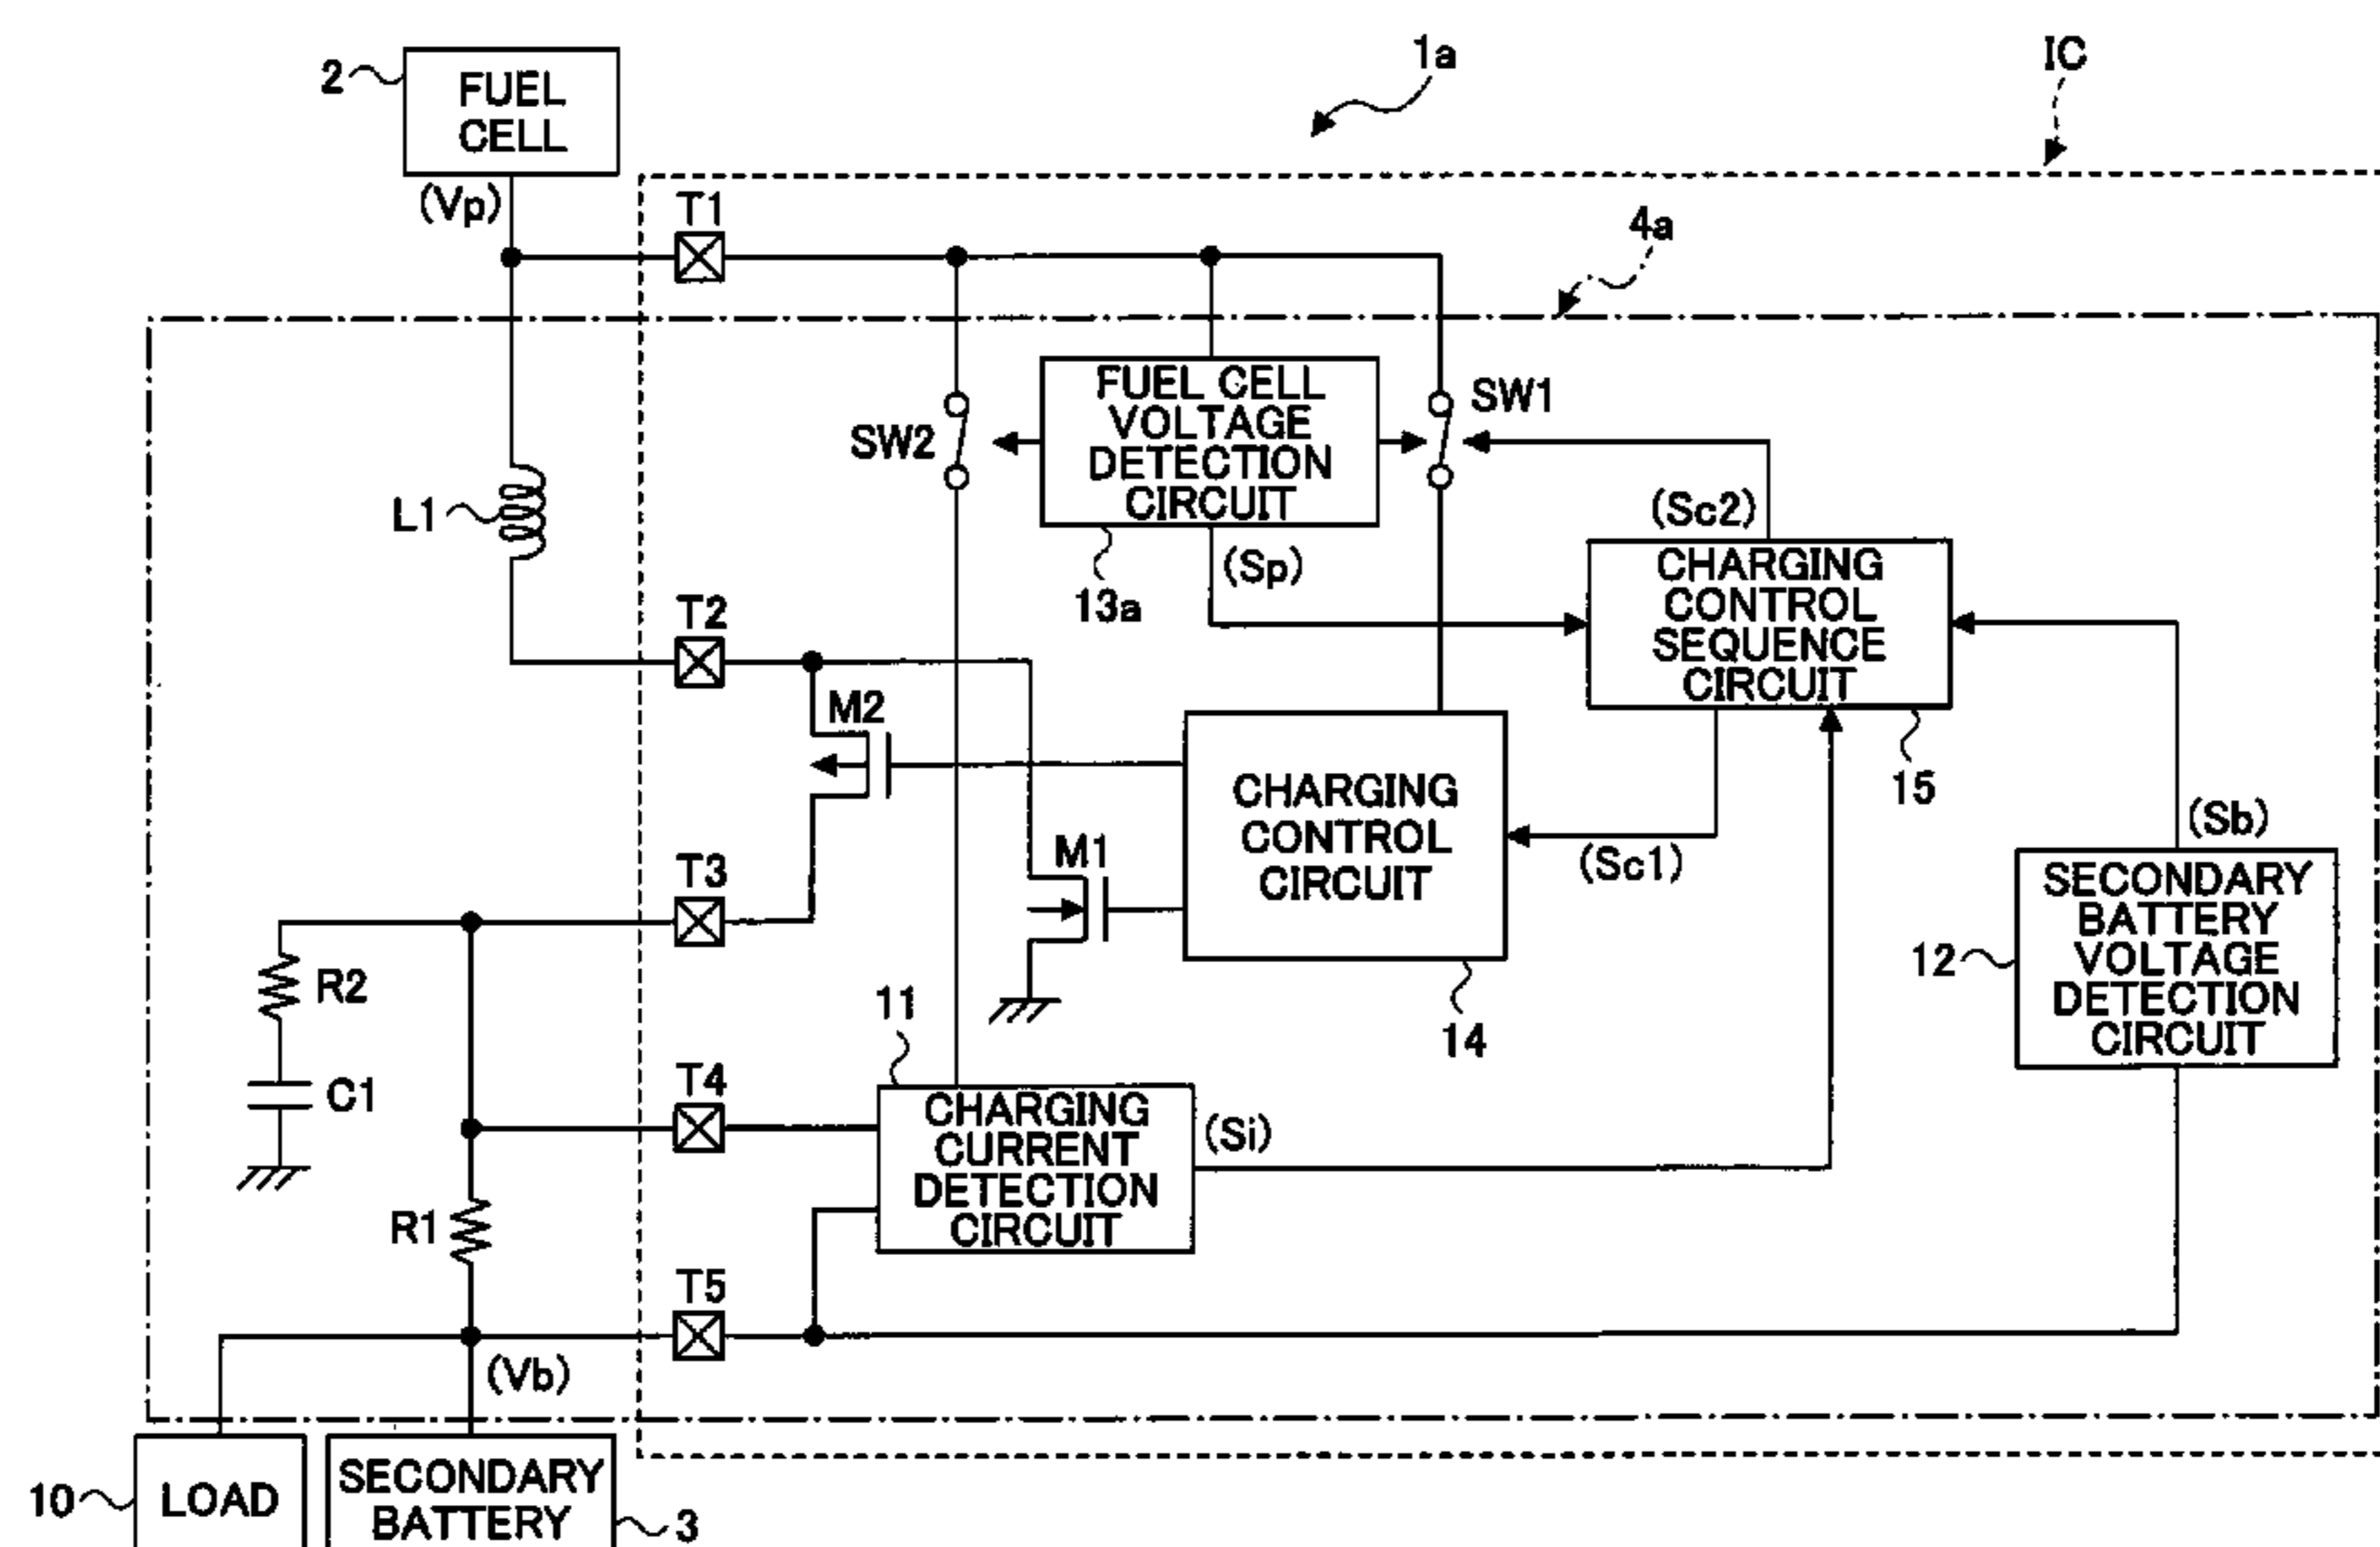 1a
IC
2
FUEL
CELL
(Vp)
T1
4a
FUEL CELL
VOLTAGE
DETECTION
CIRCUIT
SW1
SW2
L1
(Sc2)
(Sp)
13a
CHARGING
CONTROL
SEQUENCE
CIRCUIT
T2
M2
15
CHARGING
CONTROL
CIRCUIT
(Sb)
M1
(Sc1)
T3
SECONDARY
BATTERY
VOLTAGE
DETECTION
CIRCUIT
12
R2
11
14
C1
T4
CHARGING
CURRENT
DETECTION
CIRCUIT
(Si)
R1
T5
(Vb)
10
LOAD
SECONDARY
BATTERY
3